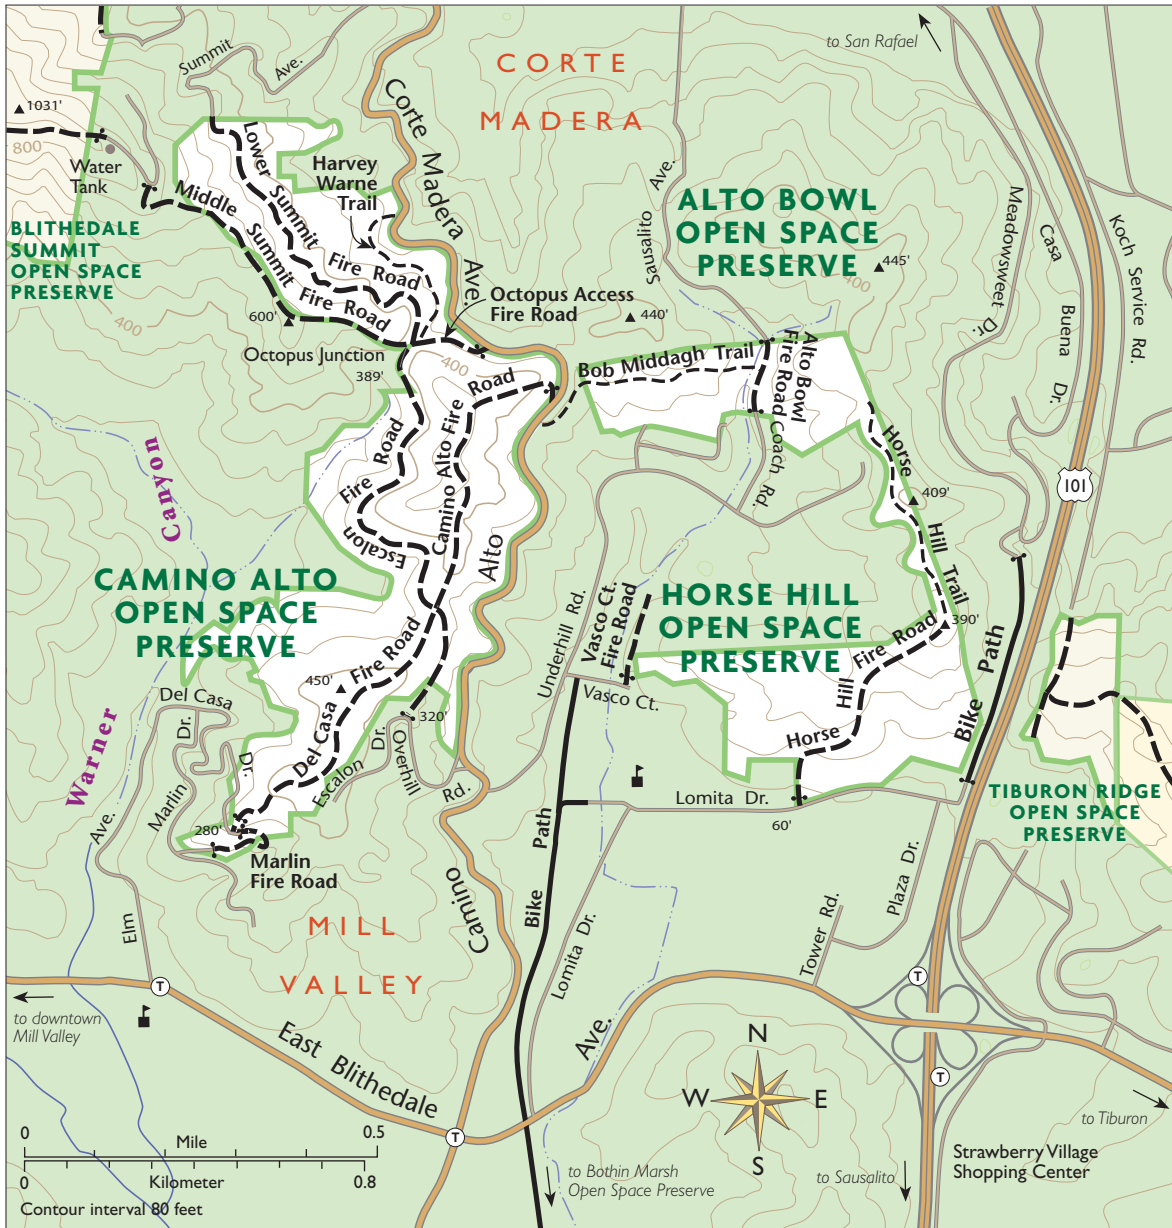 to San Rafael
CORTE
MADERA
Summit
Ave.
1031'
800
Water
Tank
Corte Madera
Ave.
Lower Summit
Fire Road
Harvey
Warne
Trail
Middle
Summit
Fire Road
BLITHEDALE
SUMMIT
OPEN SPACE
PRESERVE
400
600'
Octopus Junction
389'
Octopus Access
Fire Road
400
Sausalito
Ave.
ALTO BOWL
OPEN SPACE
PRESERVE
445'
400
440'
Meadowsweet Dr.
Casa
Buena
Dr.
Koch Service Rd.
Bob Middagh Trail
Alto Bowl
Fire Road
Coach Rd.
Horse
Hill
Trail
409'
390'
101
Canyon
Warner
Escalon
Fire
Road
Camino Alto Fire
Road
Alto
Camino
CAMINO ALTO
OPEN SPACE
PRESERVE
Underhill Rd.
Vasco Ct.
Fire Road
HORSE HILL
OPEN SPACE
PRESERVE
Vasco Ct.
Horse
Hill
Fire Road
Bike
Path
Del Casa
Dr.
Marlin
Dr.
450'
Del Casa
Fire Road
320'
Escalon
Dr.
Overhill
Rd.
280'
Marlin
Fire Road
Lomita Dr.
60'
TIBURON RIDGE
OPEN SPACE
PRESERVE
Ave.
Elm
MILL
VALLEY
Bike
Path
Lomita Dr.
Tower Rd.
Plaza Dr.
T
T
T
T
to downtown
Mill Valley
East Blithedale
Ave.
N
W
E
S
to Tiburon
Strawberry Village
Shopping Center
to Sausalito
to Bothin Marsh
Open Space Preserve
0
Mile
0.5
0
Kilometer
0.8
Contour interval 80 feet